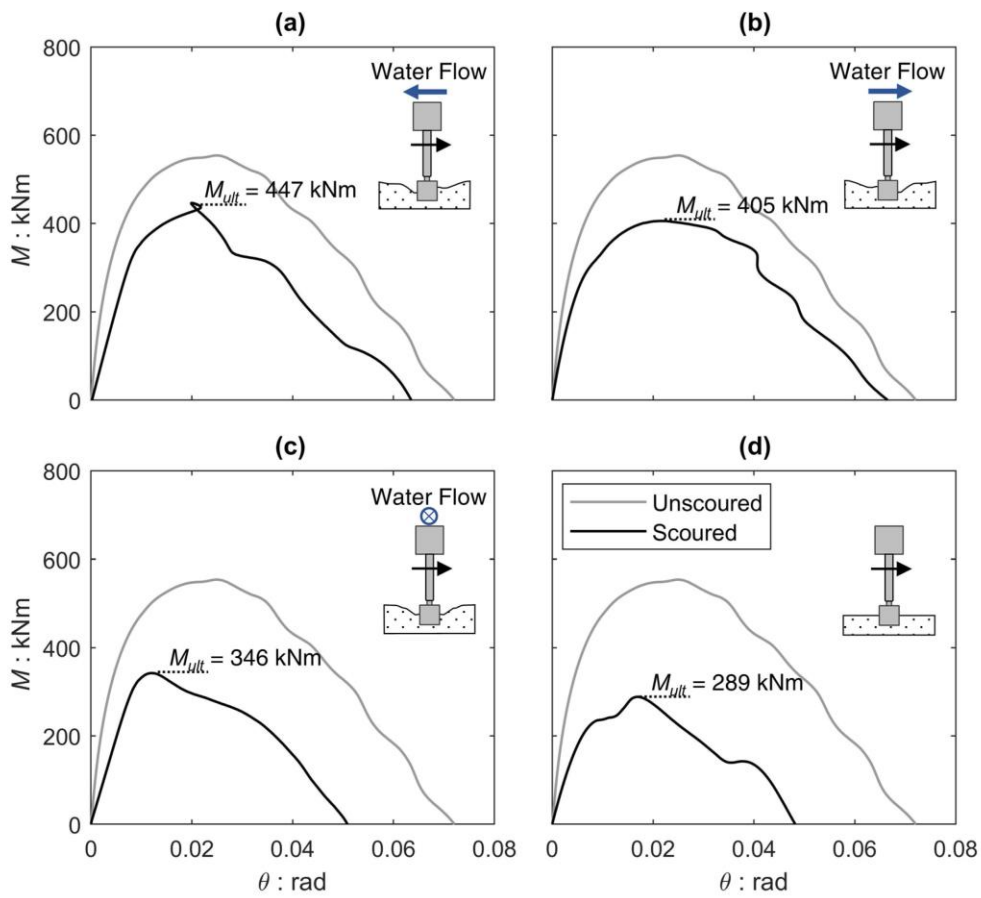 (a)
800
600
400
200
0
M : kNm
Water Flow
M_ult = 447 kNm
(b)
Water Flow
M_ult = 405 kNm
(c)
800
600
400
200
0
M : kNm
Water Flow
M_ult = 346 kNm
0 0.02 0.04 0.06 0.08
θ : rad
(d)
Unscoured
Scoured
M_ult = 289 kNm
0 0.02 0.04 0.06 0.08
θ : rad